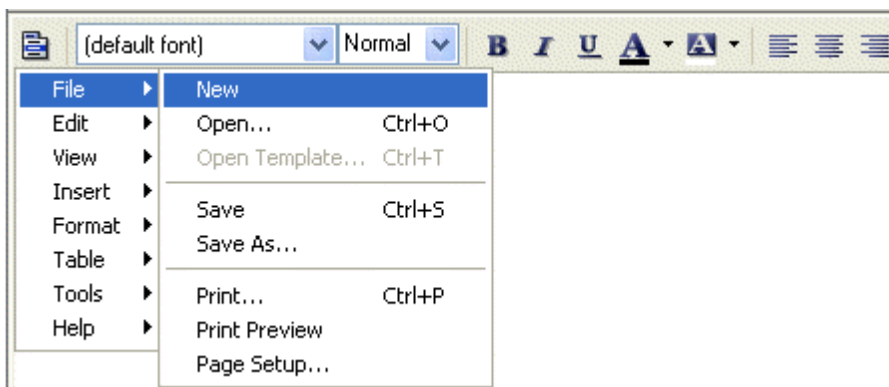 (default font) Normal B I U A A
File New
Edit Open... Ctrl+O
View Open Template... Ctrl+T
Insert
Format Save Ctrl+S
Table Save As...
Tools Print... Ctrl+P
Help Print Preview
Page Setup...